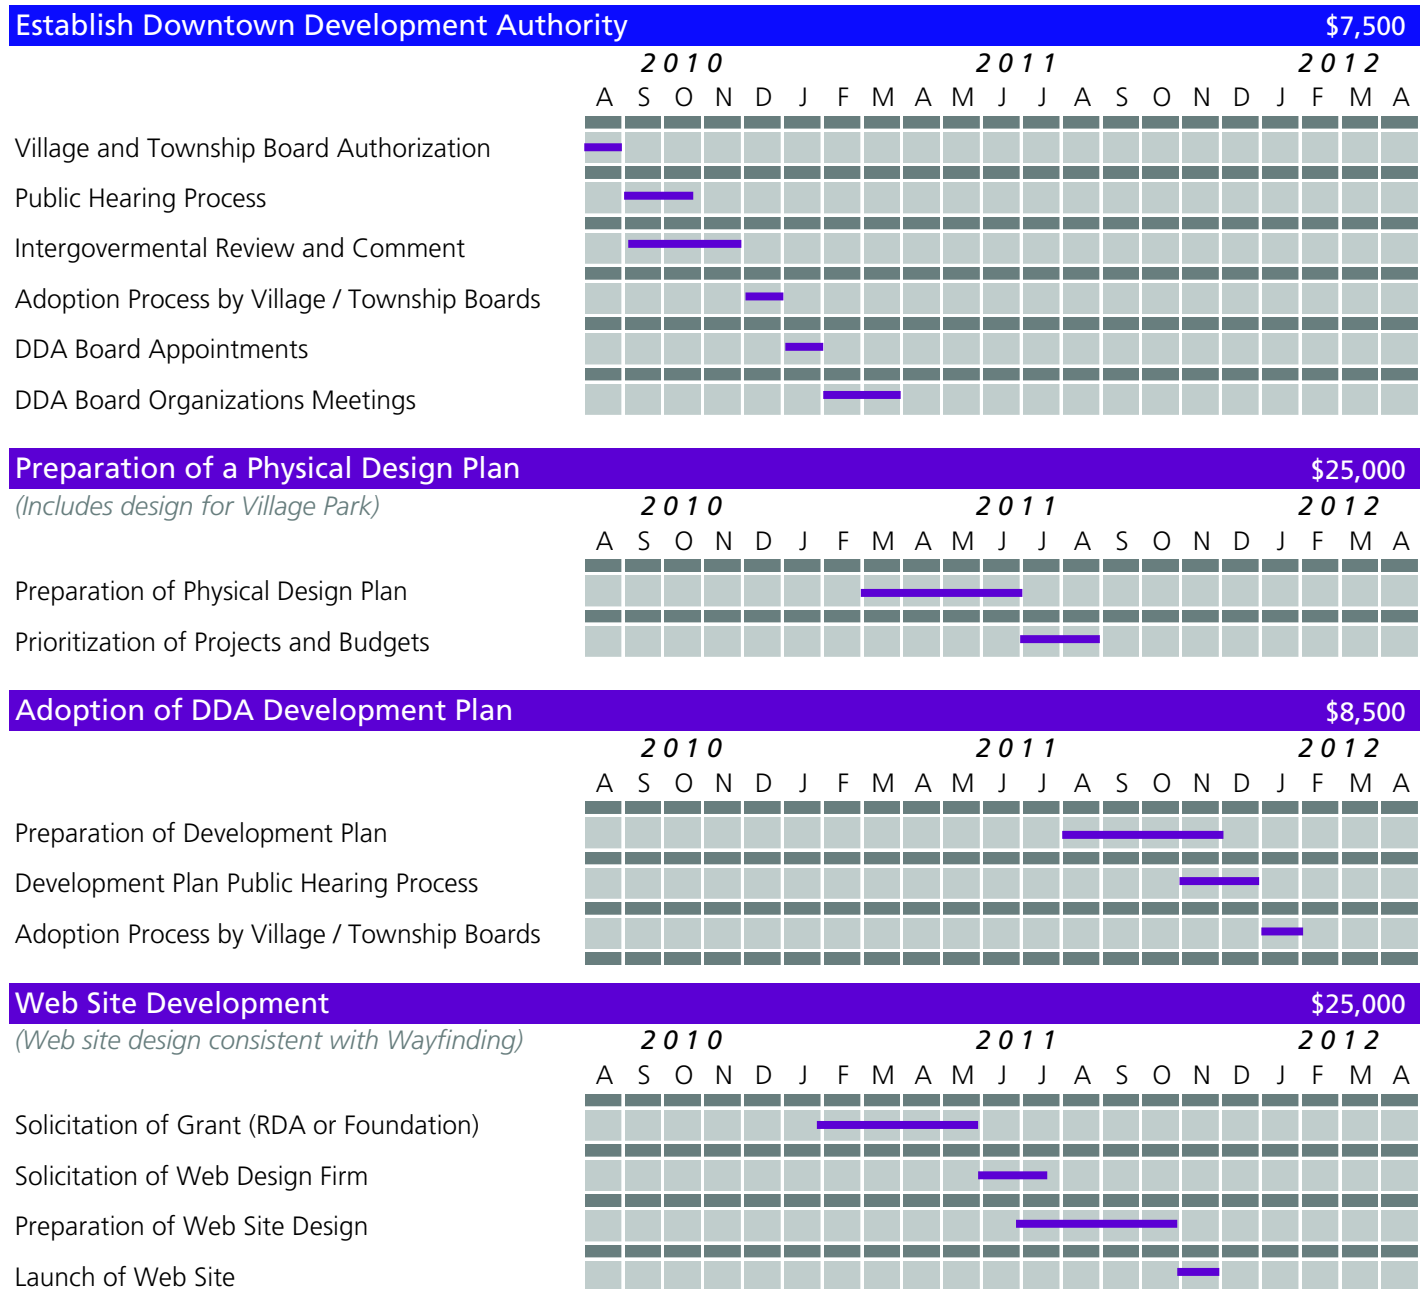 Establish Downtown Development Authority $7,500
2010 2011 2012
A S O N D J F M A M J J A S O N D J F M A
Village and Township Board Authorization
Public Hearing Process
Intergovermental Review and Comment
Adoption Process by Village / Township Boards
DDA Board Appointments
DDA Board Organizations Meetings
Preparation of a Physical Design Plan $25,000
(Includes design for Village Park) 2010 2011 2012
A S O N D J F M A M J J A S O N D J F M A
Preparation of Physical Design Plan
Prioritization of Projects and Budgets
Adoption of DDA Development Plan $8,500
2010 2011 2012
A S O N D J F M A M J J A S O N D J F M A
Preparation of Development Plan
Development Plan Public Hearing Process
Adoption Process by Village / Township Boards
Web Site Development $25,000
(Web site design consistent with Wayfinding) 2010 2011 2012
A S O N D J F M A M J J A S O N D J F M A
Solicitation of Grant (RDA or Foundation)
Solicitation of Web Design Firm
Preparation of Web Site Design
Launch of Web Site